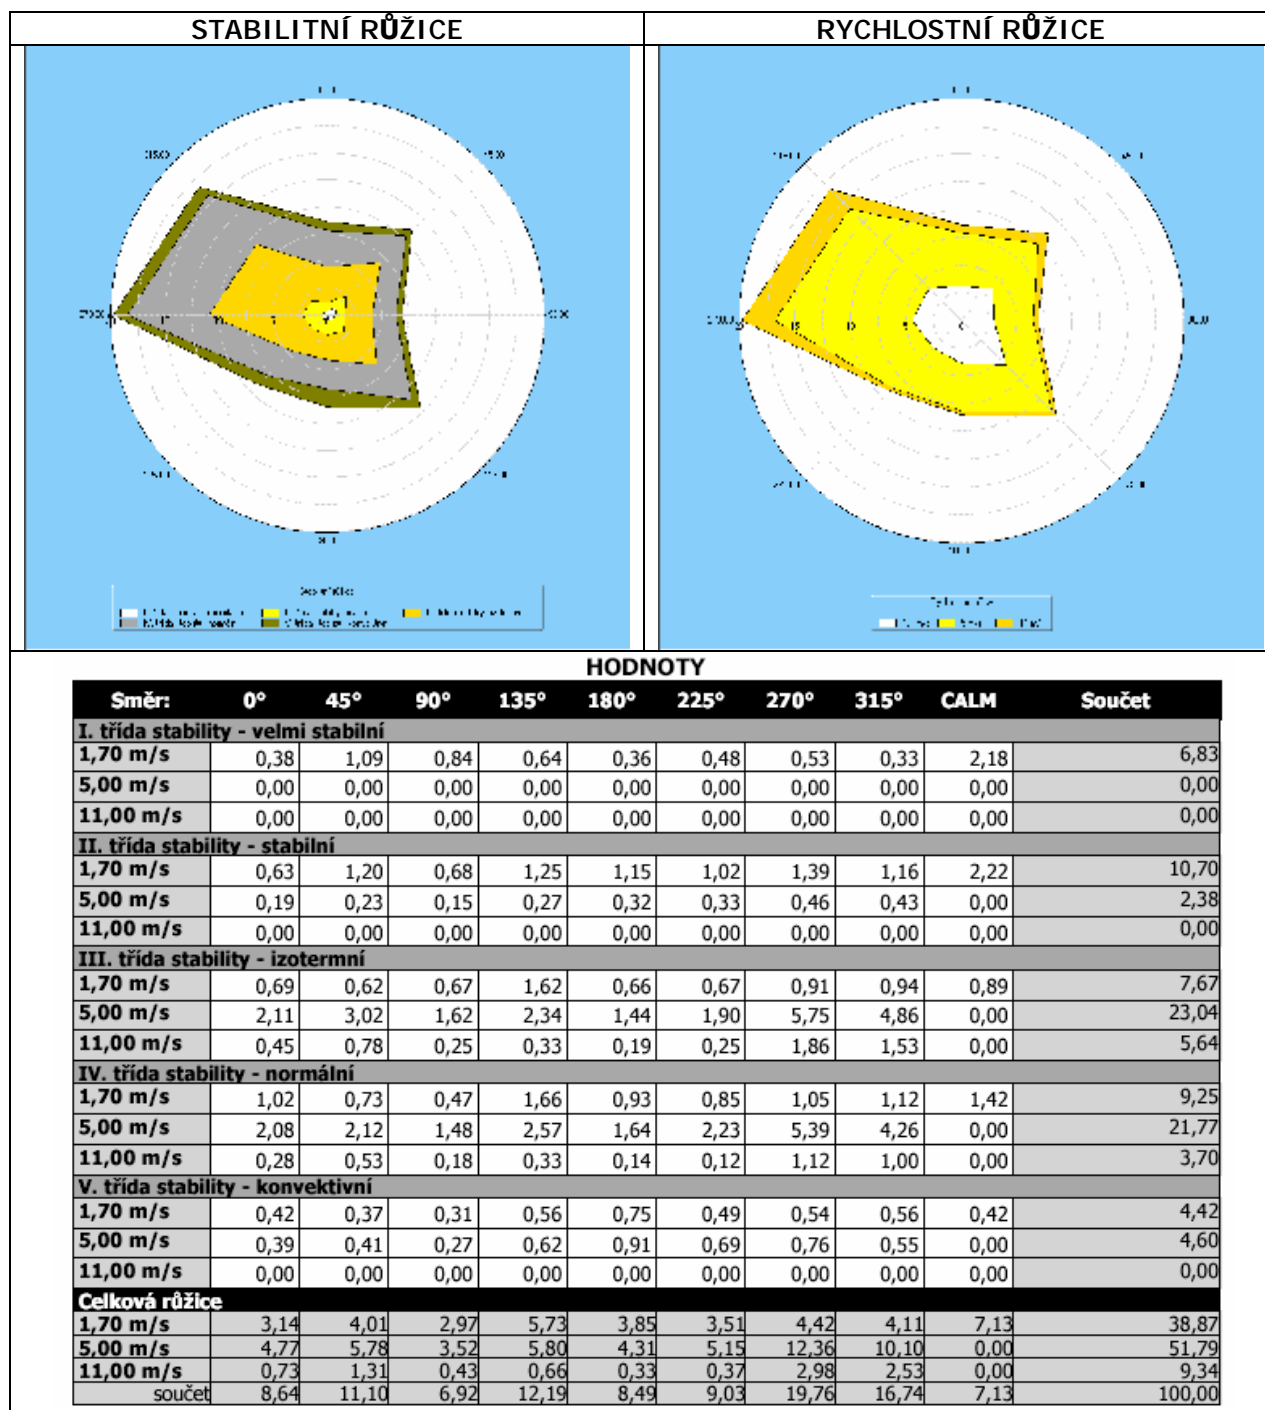 STABILITNÍ RŮŽICE
RYCHLOSTNÍ RŮŽICE
15 10 5 0
HODNOTY
Směr: 0° 45° 90° 135° 180° 225° 270° 315° CALM Součet
I. třída stability - velmi stabilní
1,70 m/s 0,38 1,09 0,84 0,64 0,36 0,48 0,53 0,33 2,18 6,83
5,00 m/s 0,00 0,00 0,00 0,00 0,00 0,00 0,00 0,00 0,00 0,00
11,00 m/s 0,00 0,00 0,00 0,00 0,00 0,00 0,00 0,00 0,00 0,00
II. třída stability - stabilní
1,70 m/s 0,63 1,20 0,68 1,25 1,15 1,02 1,39 1,16 2,22 10,70
5,00 m/s 0,19 0,23 0,15 0,27 0,32 0,33 0,46 0,43 0,00 2,38
11,00 m/s 0,00 0,00 0,00 0,00 0,00 0,00 0,00 0,00 0,00 0,00
III. třída stability - izotermní
1,70 m/s 0,69 0,62 0,67 1,62 0,66 0,67 0,91 0,94 0,89 7,67
5,00 m/s 2,11 3,02 1,62 2,34 1,44 1,90 5,75 4,86 0,00 23,04
11,00 m/s 0,45 0,78 0,25 0,33 0,19 0,25 1,86 1,53 0,00 5,64
IV. třída stability - normální
1,70 m/s 1,02 0,73 0,47 1,66 0,93 0,85 1,05 1,12 1,42 9,25
5,00 m/s 2,08 2,12 1,48 2,57 1,64 2,23 5,39 4,26 0,00 21,77
11,00 m/s 0,28 0,53 0,18 0,33 0,14 0,12 1,12 1,00 0,00 3,70
V. třída stability - konvektivní
1,70 m/s 0,42 0,37 0,31 0,56 0,75 0,49 0,54 0,56 0,42 4,42
5,00 m/s 0,39 0,41 0,27 0,62 0,91 0,69 0,76 0,55 0,00 4,60
11,00 m/s 0,00 0,00 0,00 0,00 0,00 0,00 0,00 0,00 0,00 0,00
Celková růžice
1,70 m/s 3,14 4,01 2,97 5,73 3,85 3,51 4,42 4,11 7,13 38,87
5,00 m/s 4,77 5,78 3,52 5,80 4,31 5,15 12,36 10,10 0,00 51,79
11,00 m/s 0,73 1,31 0,43 0,66 0,33 0,37 2,98 2,53 0,00 9,34
součet 8,64 11,10 6,92 12,19 8,49 9,03 19,76 16,74 7,13 100,00